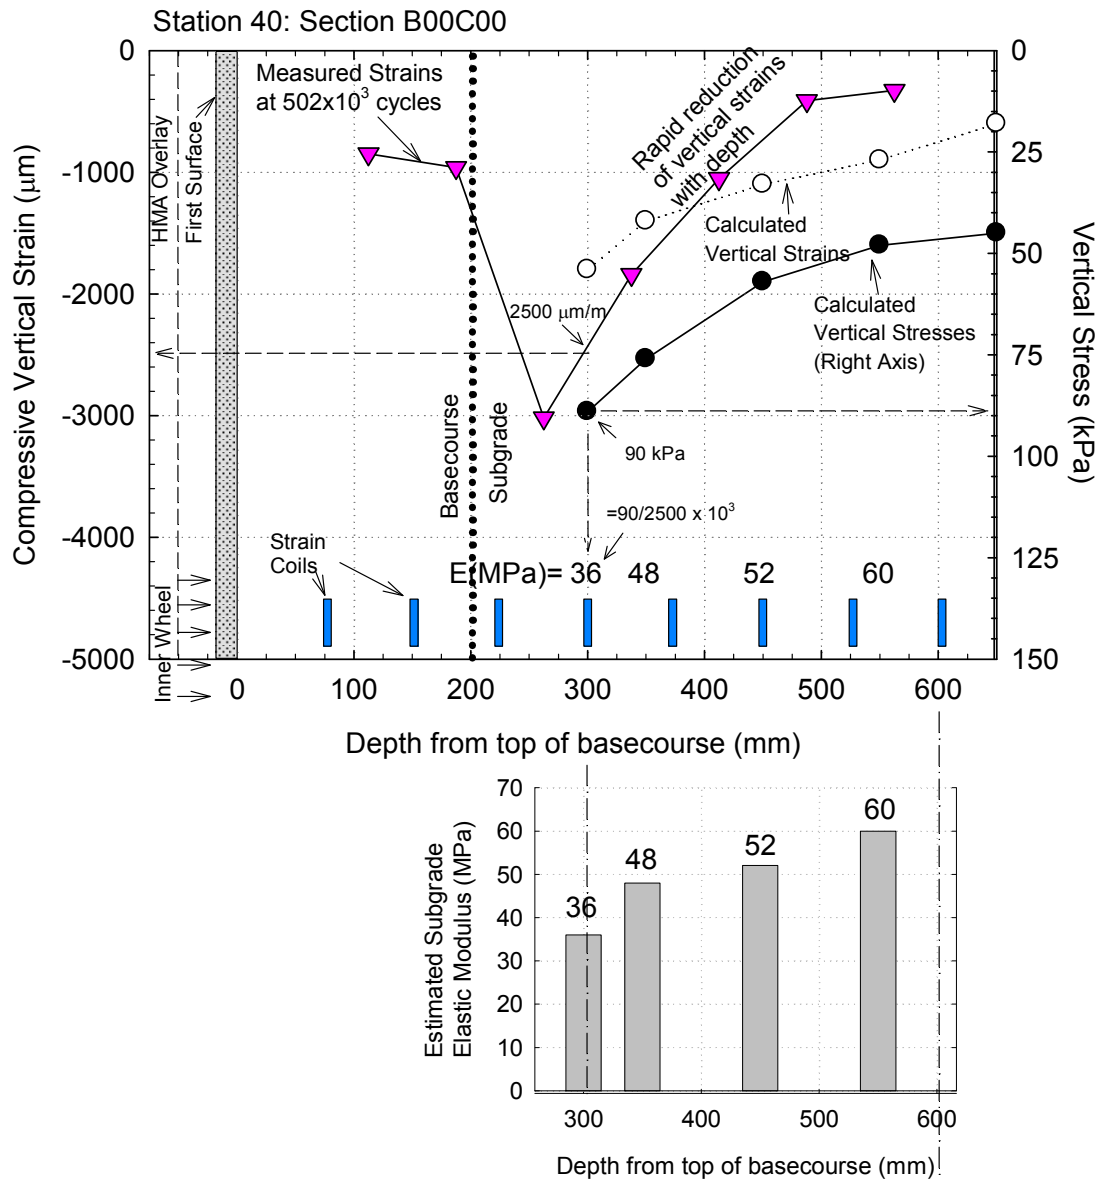 Station 40: Section B00C00
0
-1000
-2000
-3000
-4000
-5000
Compressive Vertical Strain (μm)
HMA Overlay
First Surface
Inner Wheel
Measured Strains
at 502x10³ cycles
Rapid reduction
of vertical strains
with depth
Calculated
Vertical Strains
2500 μm/m
Calculated
Vertical Stresses
(Right Axis)
Basecourse
Subgrade
90 kPa
=90/2500 x 10³
Strain
Coils
E(MPa)= 36 48 52 60
0
25
50
75
100
125
150
Vertical Stress (kPa)
0 100 200 300 400 500 600
Depth from top of basecourse (mm)
70
60
50
40
30
20
10
0
Estimated Subgrade
Elastic Modulus (MPa)
36
48
52
60
300 400 500 600
Depth from top of basecourse (mm)